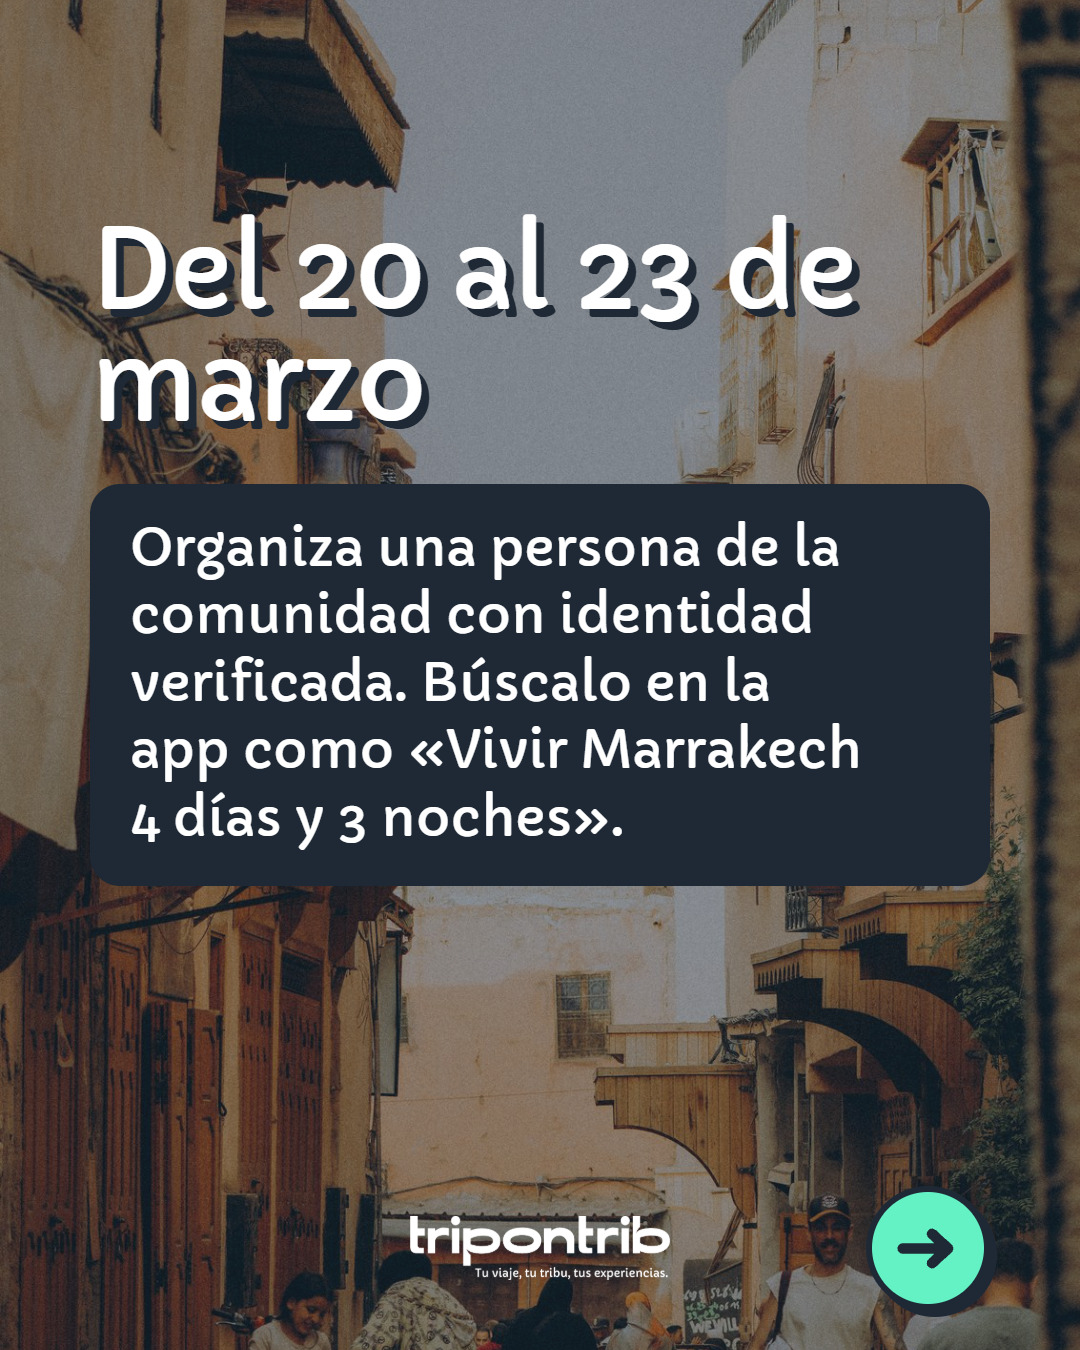 Del 20 al 23 de
marzo
Organiza una persona de la
comunidad con identidad
verificada. Búscalo en la
app como «Vivir Marrakech
4 días y 3 noches».
tripontrib
Tu viaje, tu tribu, tus experiencias.